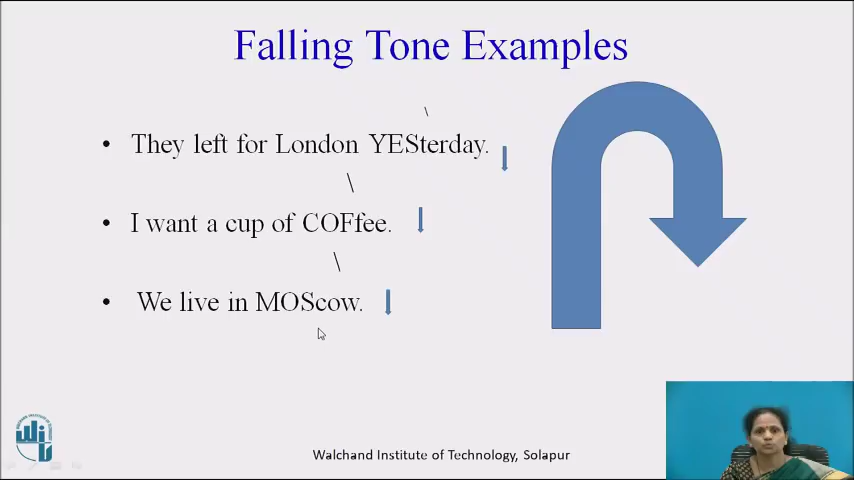 Falling Tone Examples
\
• They left for London YESterday.
\
• I want a cup of COFfee.
\
• We live in MOScow.
Walchand Institute of Technology, Solapur